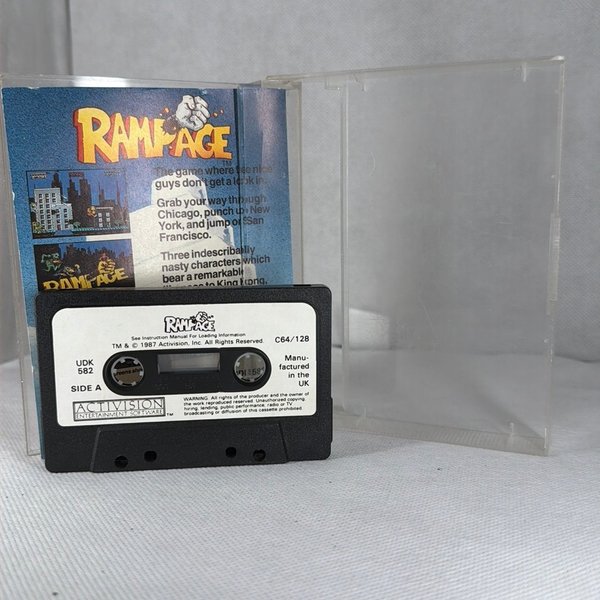 RAMPAGE
TM
The game where the nice
guys don't get a look in.
Grab your way through
Chicago, punch up New
York, and jump on San
Francisco.
Three indescribably
nasty characters which
bear a remarkable
to King Kong,
RAMPAGE
RAMPAGE
See Instruction Manual For Loading Information
TM & © 1987 Activision, Inc. All Rights Reserved.
C64/128
UDK
582
SIDE A
Manu-
factured
in the
UK
ACTIVISION
ENTERTAINMENT SOFTWARE
TM
WARNING: All rights of the producer and the owner of
the work reproduced reserved. Unauthorized copying,
hiring, lending, public performance, radio or TV
broadcasting or diffusion of this cassette prohibited.